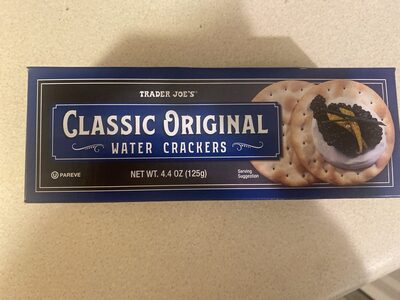 TRADER JOE'S
CLASSIC ORIGINAL
WATER CRACKERS
U PAREVE
NET WT. 4.4 OZ (125g)
Serving
Suggestion